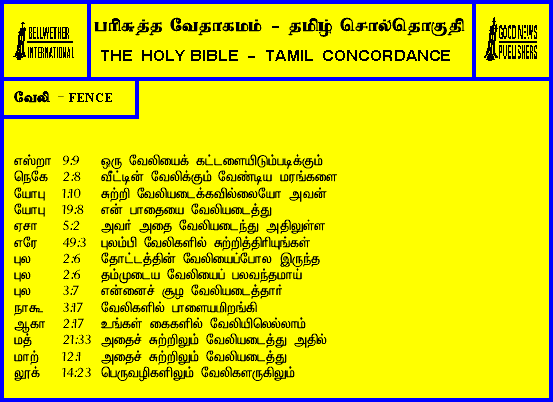 BELLWETHER INTERNATIONAL
பரிசுத்த வேதாகமம் - தமிழ் சொல்தொகுதி
THE HOLY BIBLE - TAMIL CONCORDANCE
GOOD NEWS PUBLISHERS
வேலி - FENCE
எஸ்றா 9:9 ஒரு வேலியைக் கட்டளையிடும்படிக்கும்
நெகே 2:8 வீட்டின் வேலிக்கும் வேண்டிய மரங்களை
யோபு 1:10 சுற்றி வேலியடைக்கவில்லையோ அவன்
யோபு 19:8 என் பாதையை வேலியடைத்து
ஏசா 5:2 அவர் அதை வேலியடைந்து அதிலுள்ள
எரே 49:3 புலம்பி வேலிகளில் சுற்றித்திரியுங்கள்
புல 2:6 தோட்டத்தின் வேலியைப்போல இருந்த
புல 2:6 தம்முடைய வேலியைப் பலவந்தமாய்
புல 3:7 என்னைச் சூழ வேலியடைத்தார்
நாகூ 3:17 வேலிகளில் பாளையமிறங்கி
ஆகா 2:17 உங்கள் கைகளில் வேலியிலெல்லாம்
மத் 21:33 அதைச் சுற்றிலும் வேலியடைத்து அதில்
மாற் 12:1 அதைச் சுற்றிலும் வேலியடைத்து
லூக் 14:23 பெருவழிகளிலும் வேலிகளருகிலும்